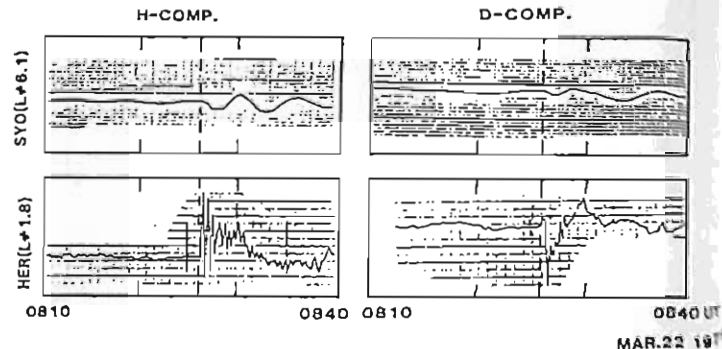 H-COMP. D-COMP.
SYO(L≠6.1)
HER(L≠1.8)
0810 0840 0810 0840 UT
MAR.22